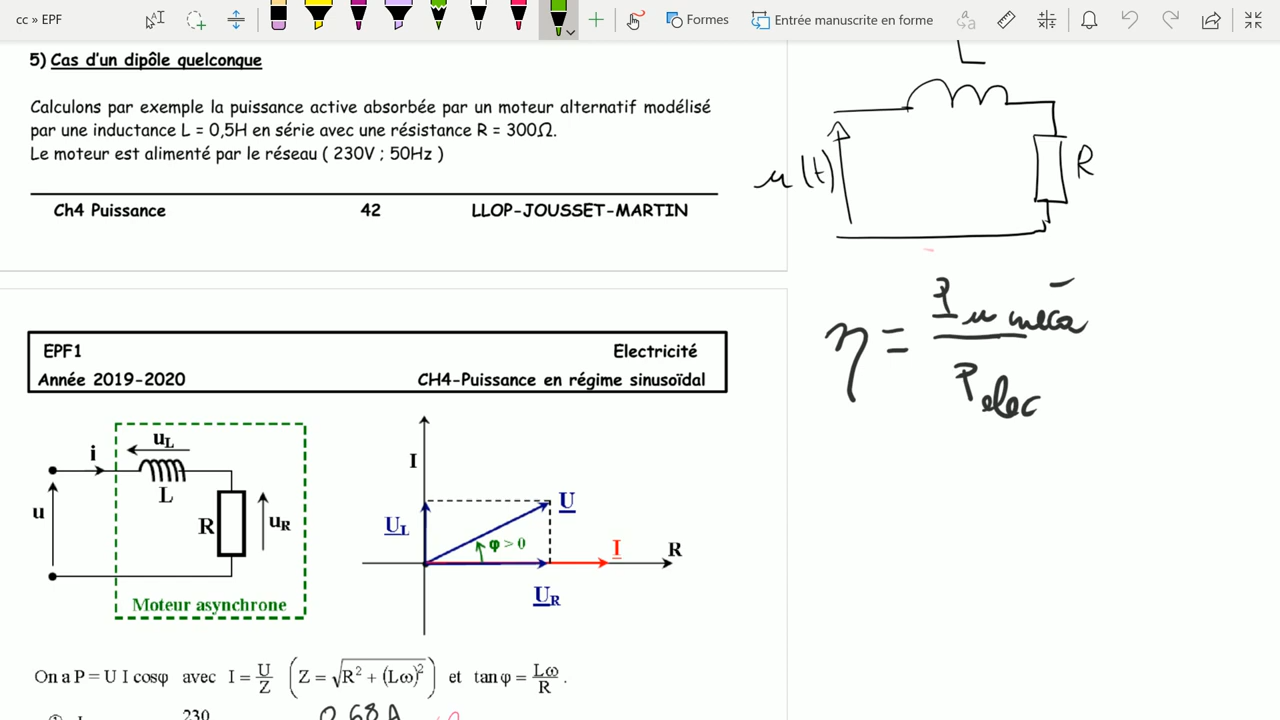 cc » EPF
Formes
Entrée manuscrite en forme
5) Cas d'un dipôle quelconque
Calculons par exemple la puissance active absorbée par un moteur alternatif modélisé
par une inductance L = 0,5H en série avec une résistance R = 300Ω.
Le moteur est alimenté par le réseau ( 230V ; 50Hz )
Ch4 Puissance 42 LLOP-JOUSSET-MARTIN
L
u(t)
R
η = Pu méca / Pelec
EPF1 Electricité
Année 2019-2020 CH4-Puissance en régime sinusoïdal
i
uL
L
u
R
uR
Moteur asynchrone
I
U
UL
φ > 0
I
R
UR
On a P = U I cosφ avec I = U/Z (Z = √(R² + (Lω)²)) et tanφ = Lω/R .
230
0,68A